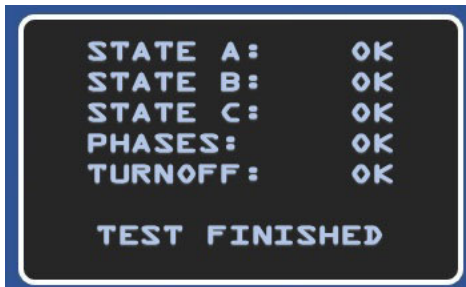 STATE A: OK
STATE B: OK
STATE C: OK
PHASES: OK
TURNOFF: OK
TEST FINISHED